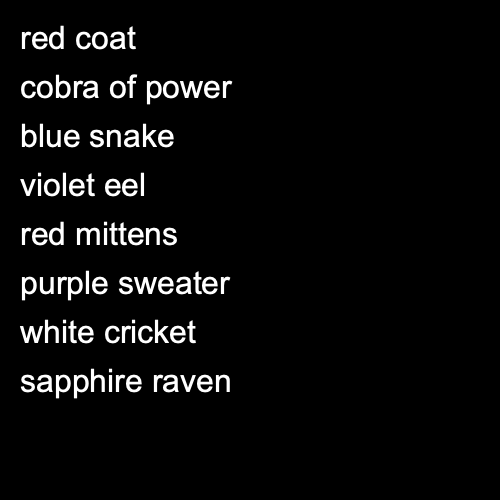 red coat
cobra of power
blue snake
violet eel
red mittens
purple sweater
white cricket
sapphire raven